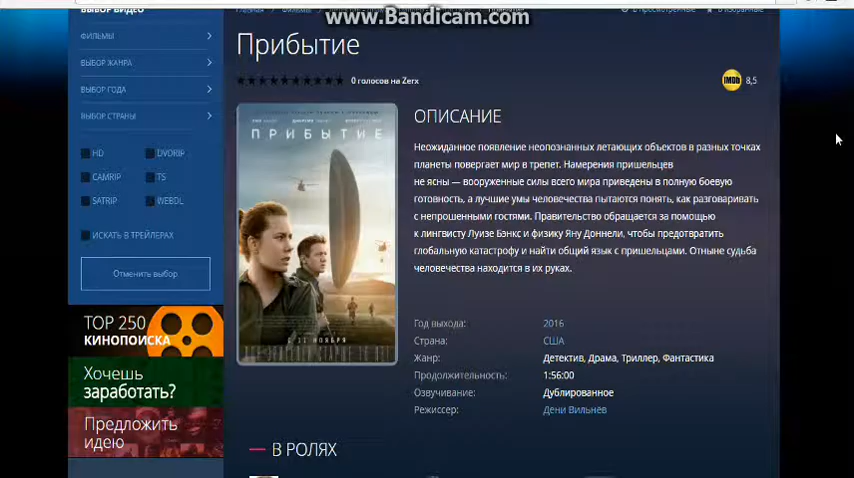 www.Bandicam.com
ВЫБОР ВИДЕО
ФИЛЬМЫ
ВЫБОР ЖАНРА
ВЫБОР ГОДА
ВЫБОР СТРАНЫ
HD
DVDRIP
CAMRIP
TS
SATRIP
WEBDL
ИСКАТЬ В ТРЕЙЛЕРАХ
Отменить выбор
TOP 250
КИНОПОИСКА
Хочешь
заработать?
Предложить
идею
Прибытие
0 голосов на Zerx
IMDb 8,5
ПРИБЫТИЕ
С 11 НОЯБРЯ
ОПИСАНИЕ
Неожиданное появление неопознанных летающих объектов в разных точках
планеты повергает мир в трепет. Намерения пришельцев
не ясны — вооруженные силы всего мира приведены в полную боевую
готовность, а лучшие умы человечества пытаются понять, как разговаривать
с непрошенными гостями. Правительство обращается за помощью
к лингвисту Луизе Бэнкс и физику Яну Доннели, чтобы предотвратить
глобальную катастрофу и найти общий язык с пришельцами. Отныне судьба
человечества находится в их руках.
Год выхода: 2016
Страна: США
Жанр: Детектив, Драма, Триллер, Фантастика
Продолжительность: 1:56:00
Озвучивание: Дублированное
Режиссер: Дени Вильнев
В РОЛЯХ